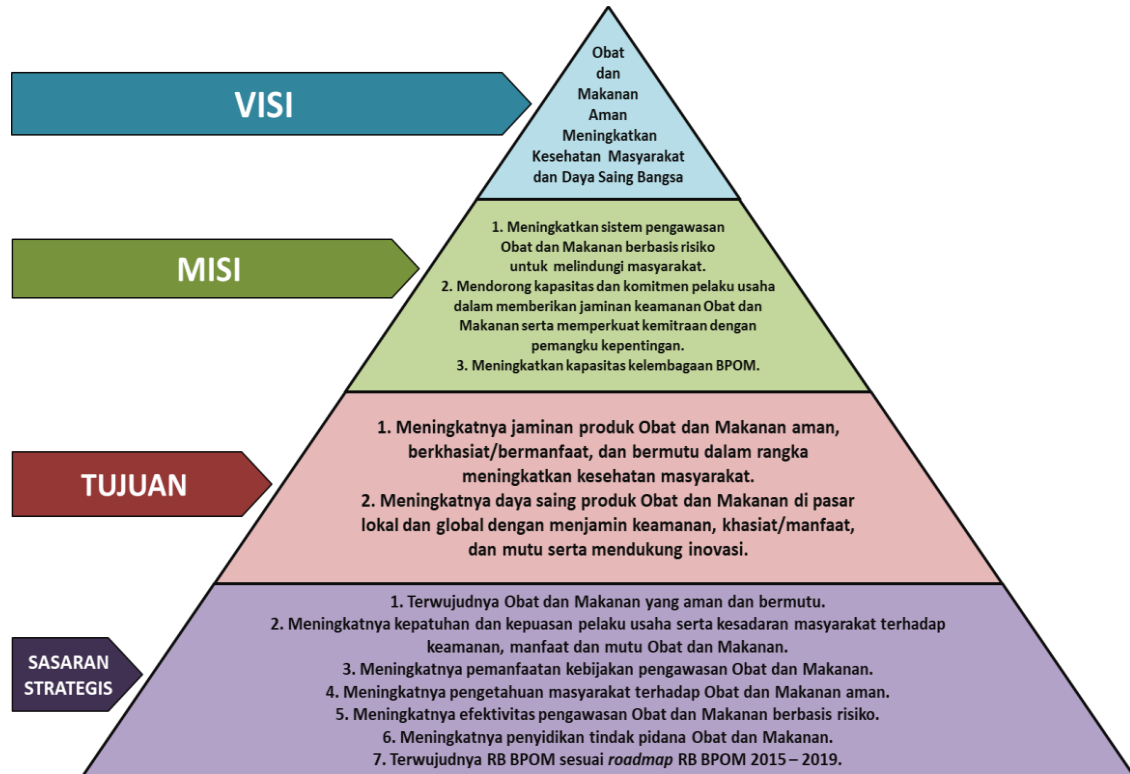 VISI
Obat
dan
Makanan
Aman
Meningkatkan
Kesehatan Masyarakat
dan Daya Saing Bangsa
MISI
1. Meningkatkan sistem pengawasan
Obat dan Makanan berbasis risiko
untuk melindungi masyarakat.
2. Mendorong kapasitas dan komitmen pelaku usaha
dalam memberikan jaminan keamanan Obat dan
Makanan serta memperkuat kemitraan dengan
pemangku kepentingan.
3. Meningkatkan kapasitas kelembagaan BPOM.
TUJUAN
1. Meningkatnya jaminan produk Obat dan Makanan aman,
berkhasiat/bermanfaat, dan bermutu dalam rangka
meningkatkan kesehatan masyarakat.
2. Meningkatnya daya saing produk Obat dan Makanan di pasar
lokal dan global dengan menjamin keamanan, khasiat/manfaat,
dan mutu serta mendukung inovasi.
SASARAN
STRATEGIS
1. Terwujudnya Obat dan Makanan yang aman dan bermutu.
2. Meningkatnya kepatuhan dan kepuasan pelaku usaha serta kesadaran masyarakat terhadap
keamanan, manfaat dan mutu Obat dan Makanan.
3. Meningkatnya pemanfaatan kebijakan pengawasan Obat dan Makanan.
4. Meningkatnya pengetahuan masyarakat terhadap Obat dan Makanan aman.
5. Meningkatnya efektivitas pengawasan Obat dan Makanan berbasis risiko.
6. Meningkatnya penyidikan tindak pidana Obat dan Makanan.
7. Terwujudnya RB BPOM sesuai roadmap RB BPOM 2015 – 2019.